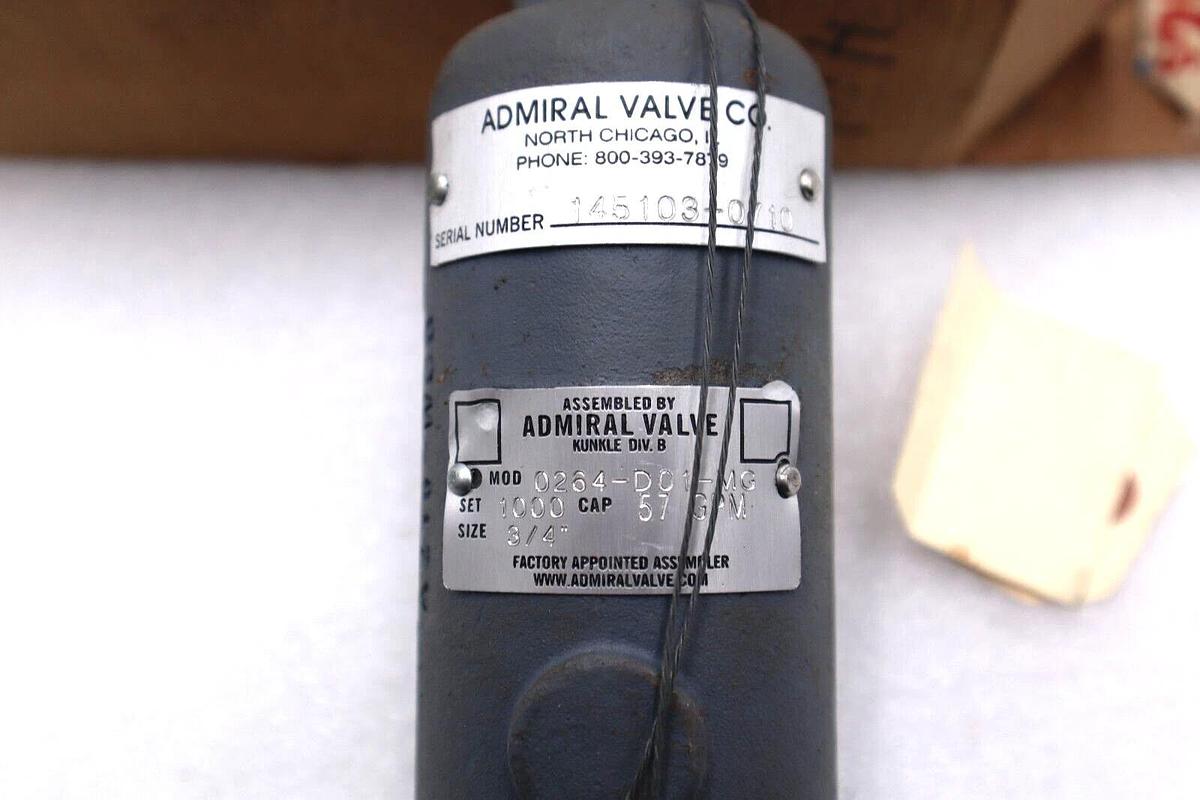 ADMIRAL VALVE CO.
NORTH CHICAGO,
PHONE: 800-393-7879
SERIAL NUMBER 145103-0710
ASSEMBLED BY
ADMIRAL VALVE
KUNKLE DIV. B
MOD 0264-D01-MG
SET 1000 CAP 57 GPM
SIZE 3/4"
FACTORY APPOINTED ASSEMBLER
WWW.ADMIRALVALVE.COM